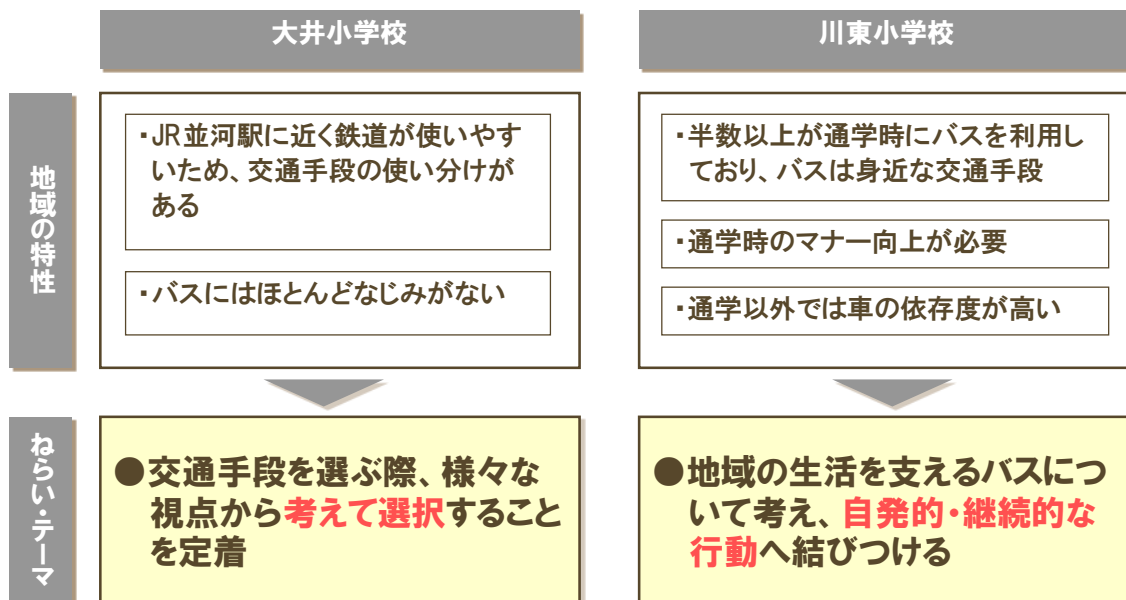 大井小学校
川東小学校
地域の特性
・JR並河駅に近く鉄道が使いやす
いため、交通手段の使い分けが
ある
・バスにはほとんどなじみがない
・半数以上が通学時にバスを利用し
ており、バスは身近な交通手段
・通学時のマナー向上が必要
・通学以外では車の依存度が高い
ねらい・テーマ
●交通手段を選ぶ際、様々な
視点から考えて選択すること
を定着
●地域の生活を支えるバスにつ
いて考え、自発的・継続的な
行動へ結びつける